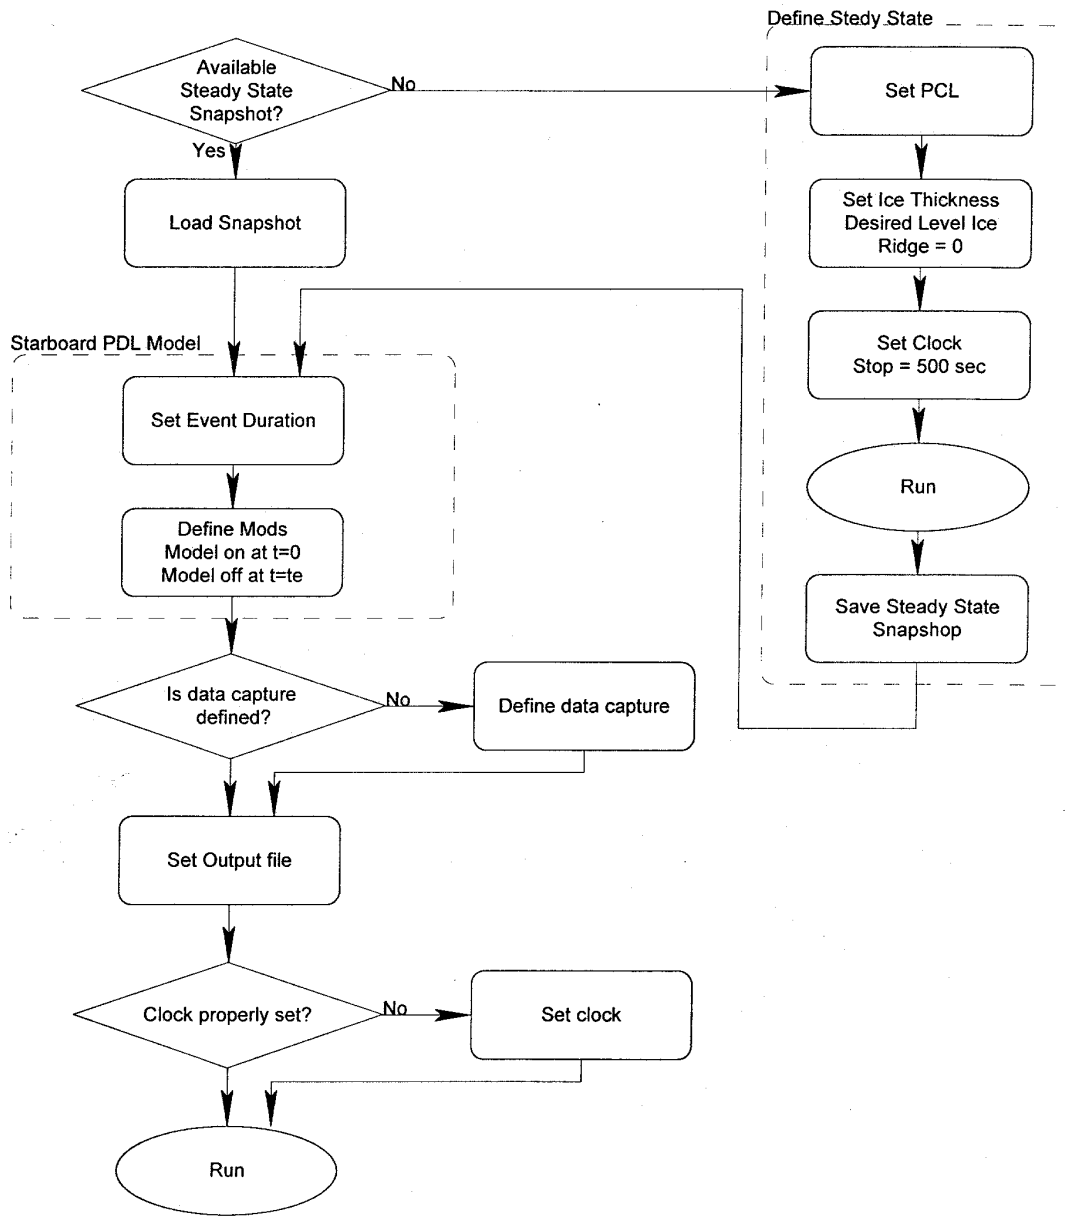 Define Stedy State
Available
Steady State
Snapshot?
No
Set PCL
Yes
Load Snapshot
Set Ice Thickness
Desired Level Ice
Ridge = 0
Set Clock
Stop = 500 sec
Starboard PDL Model
Set Event Duration
Run
Define Mods
Model on at t=0
Model off at t=te
Save Steady State
Snapshop
Is data capture
defined?
No
Define data capture
Set Output file
Clock properly set?
No
Set clock
Run